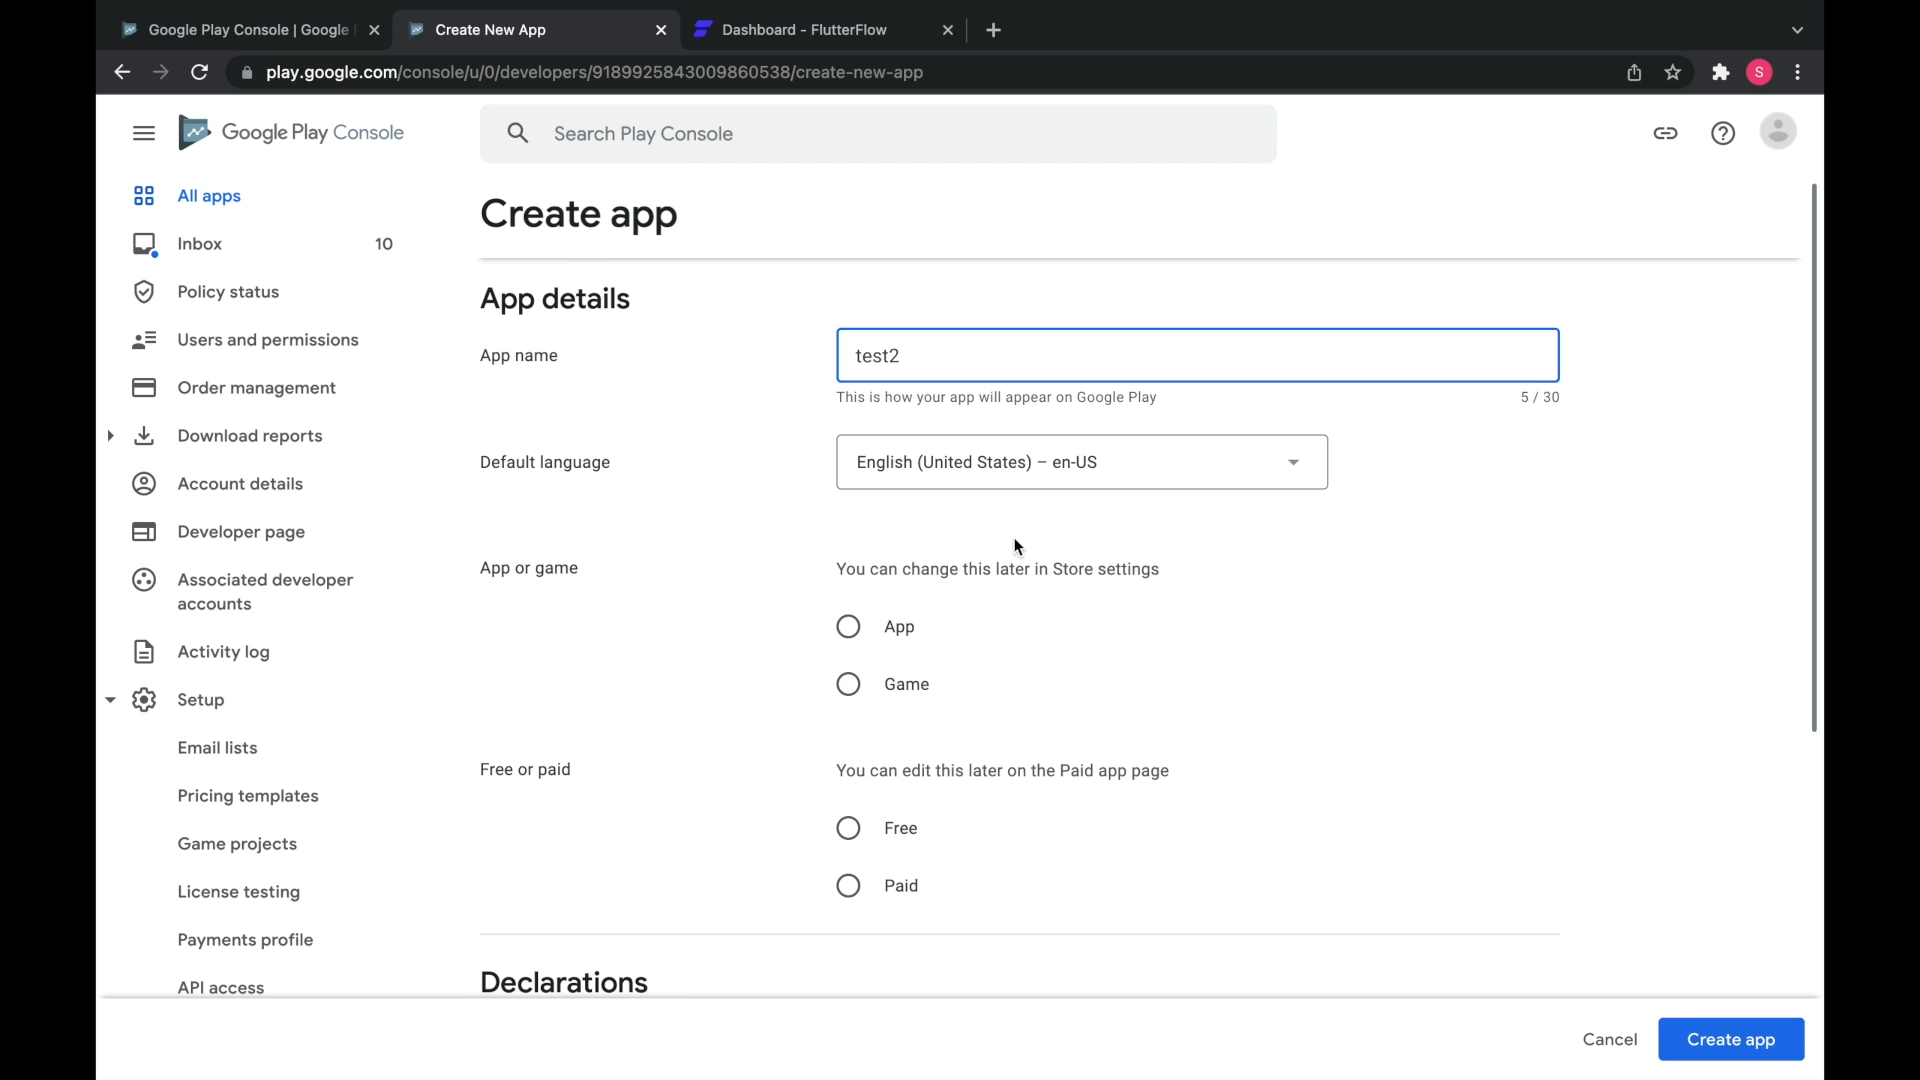 Google Play Console | Google
Create New App
Dashboard - FlutterFlow
play.google.com/console/u/0/developers/9189925843009860538/create-new-app
S
Google Play Console
Search Play Console
All apps
Inbox 10
Policy status
Users and permissions
Order management
Download reports
Account details
Developer page
Associated developer
accounts
Activity log
Setup
Email lists
Pricing templates
Game projects
License testing
Payments profile
API access
Create app
App details
App name
test2
This is how your app will appear on Google Play 5 / 30
Default language
English (United States) – en-US
App or game
You can change this later in Store settings
App
Game
Free or paid
You can edit this later on the Paid app page
Free
Paid
Declarations
Cancel
Create app